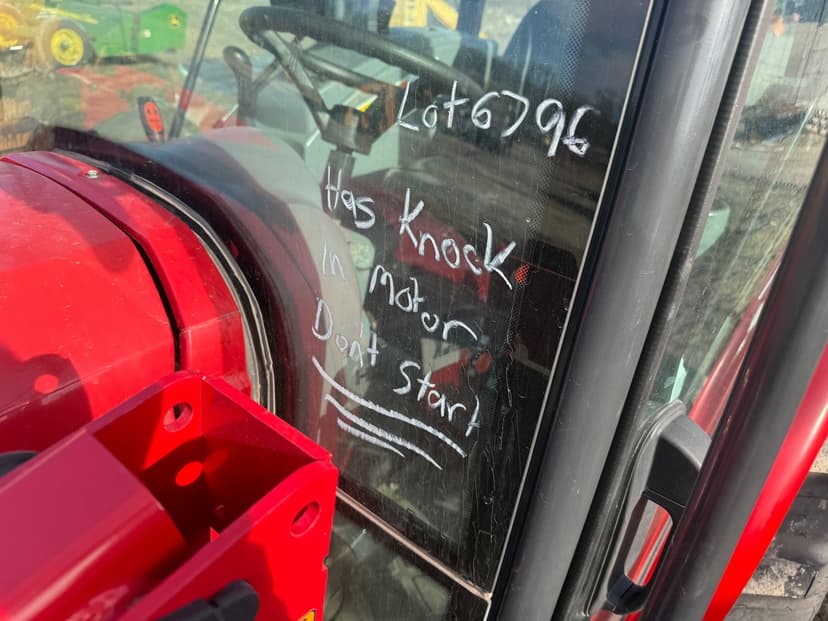 Lot 6796
Has Knock
in Motor
Don't Start